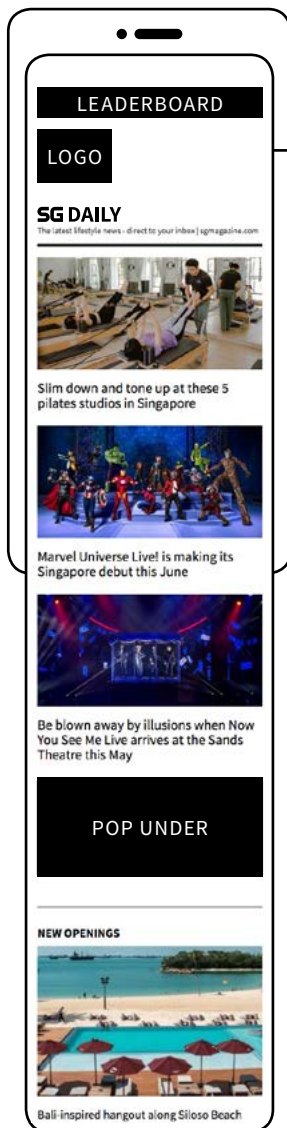 LEADERBOARD
LOGO
SG DAILY
The latest lifestyle news - direct to your inbox | sgmagazine.com
Slim down and tone up at these 5
pilates studios in Singapore
Marvel Universe Live! is making its
Singapore debut this June
Be blown away by illusions when Now
You See Me Live arrives at the Sands
Theatre this May
POP UNDER
NEW OPENINGS
Bali-inspired hangout along Siloso Beach